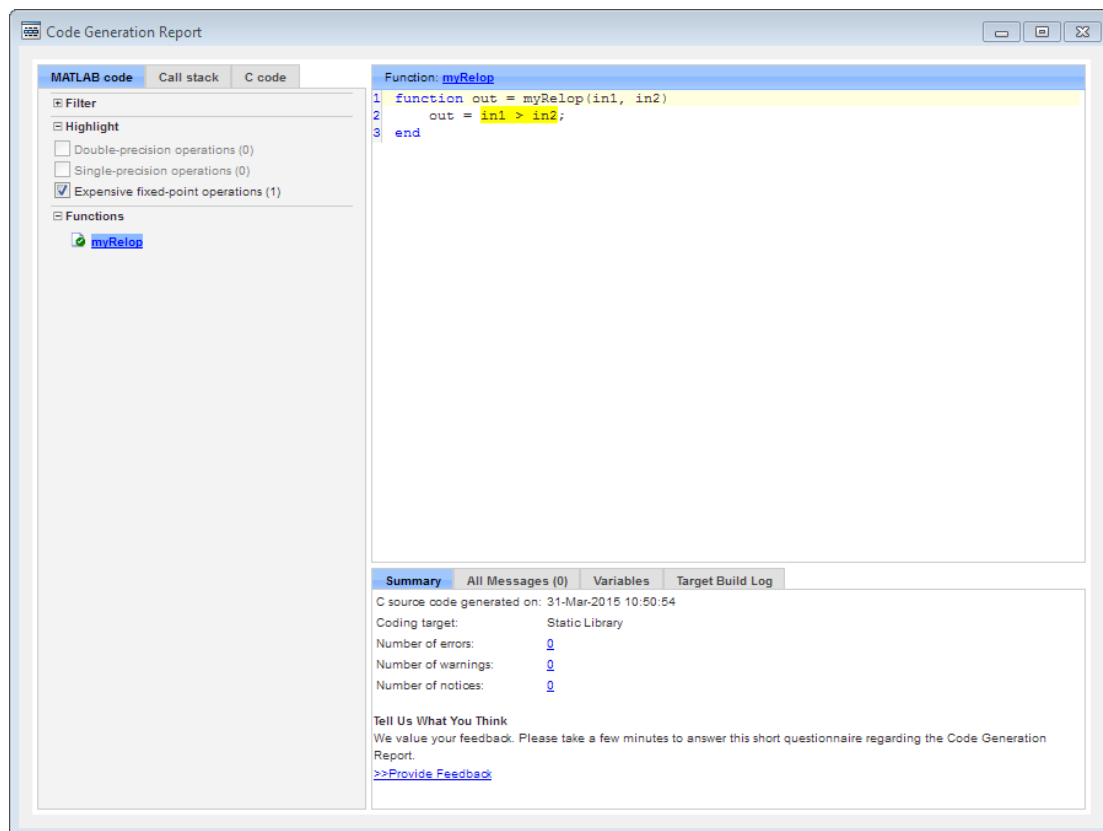 Code Generation Report
MATLAB code Call stack C code
Filter
Highlight
Double-precision operations (0)
Single-precision operations (0)
Expensive fixed-point operations (1)
Functions
myRelop
Function: myRelop
1 function out = myRelop(in1, in2)
2 out = in1 > in2;
3 end
Summary All Messages (0) Variables Target Build Log
C source code generated on: 31-Mar-2015 10:50:54
Coding target: Static Library
Number of errors: 0
Number of warnings: 0
Number of notices: 0
Tell Us What You Think
We value your feedback. Please take a few minutes to answer this short questionnaire regarding the Code Generation
Report.
>>Provide Feedback